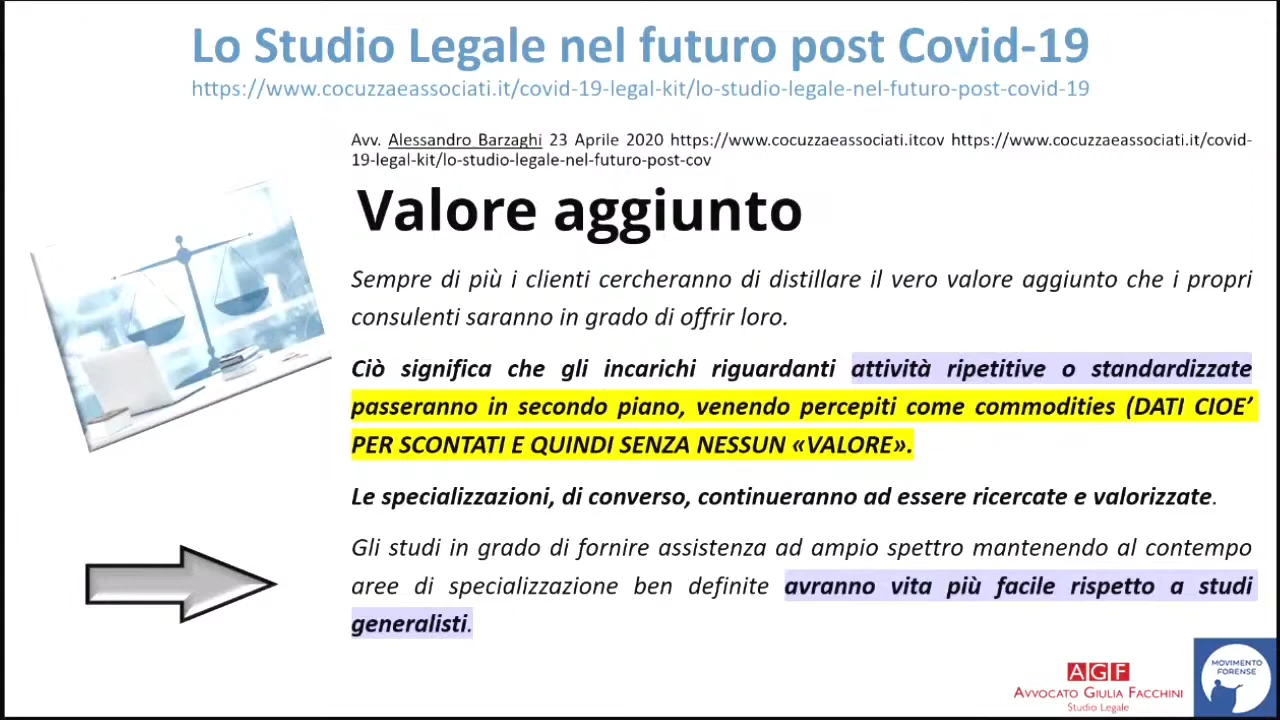 Lo Studio Legale nel futuro post Covid-19
https://www.cocuzzaeassociati.it/covid-19-legal-kit/lo-studio-legale-nel-futuro-post-covid-19
Avv. Alessandro Barzaghi 23 Aprile 2020 https://www.cocuzzaeassociati.itcov https://www.cocuzzaeassociati.it/covid-
19-legal-kit/lo-studio-legale-nel-futuro-post-cov
Valore aggiunto
Sempre di più i clienti cercheranno di distillare il vero valore aggiunto che i propri
consulenti saranno in grado di offrir loro.
Ciò significa che gli incarichi riguardanti attività ripetitive o standardizzate
passeranno in secondo piano, venendo percepiti come commodities (DATI CIOE’
PER SCONTATI E QUINDI SENZA NESSUN «VALORE».
Le specializzazioni, di converso, continueranno ad essere ricercate e valorizzate.
Gli studi in grado di fornire assistenza ad ampio spettro mantenendo al contempo
aree di specializzazione ben definite avranno vita più facile rispetto a studi
generalisti.
AGF
AVVOCATO GIULIA FACCHINI
Studio Legale
MOVIMENTO
FORENSE